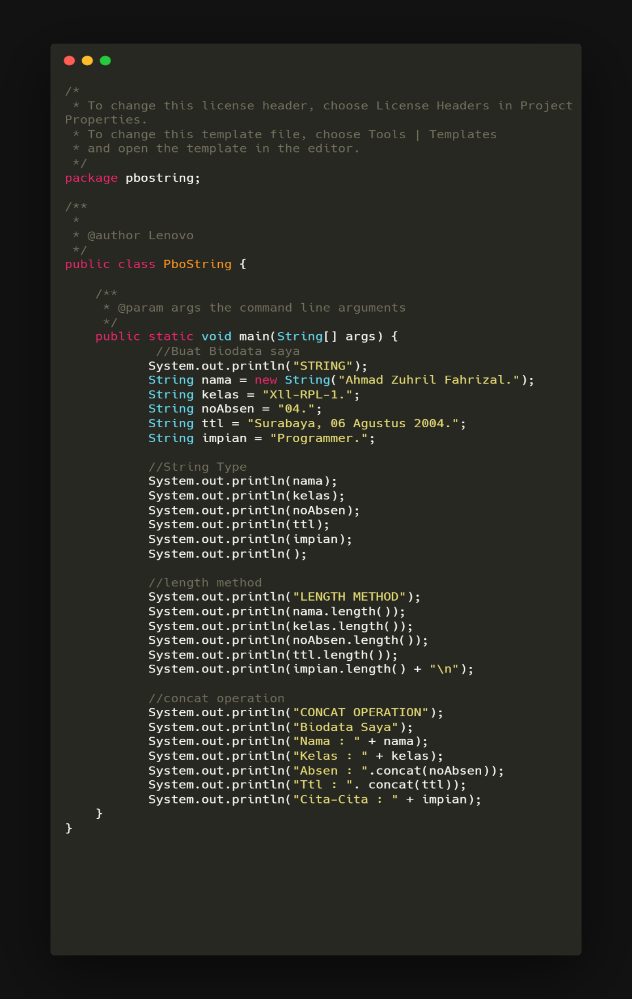 /*
 * To change this license header, choose License Headers in Project
Properties.
 * To change this template file, choose Tools | Templates
 * and open the template in the editor.
 */
package pbostring;

/**
 *
 * @author Lenovo
 */
public class PboString {

    /**
     * @param args the command line arguments
     */
    public static void main(String[] args) {
            //Buat Biodata saya
           System.out.println("STRING");
           String nama = new String("Ahmad Zuhril Fahrizal.");
           String kelas = "Xll-RPL-1.";
           String noAbsen = "04.";
           String ttl = "Surabaya, 06 Agustus 2004.";
           String impian = "Programmer.";

           //String Type
           System.out.println(nama);
           System.out.println(kelas);
           System.out.println(noAbsen);
           System.out.println(ttl);
           System.out.println(impian);
           System.out.println();

           //length method
           System.out.println("LENGTH METHOD");
           System.out.println(nama.length());
           System.out.println(kelas.length());
           System.out.println(noAbsen.length());
           System.out.println(ttl.length());
           System.out.println(impian.length() + "\n");

           //concat operation
           System.out.println("CONCAT OPERATION");
           System.out.println("Biodata Saya");
           System.out.println("Nama : " + nama);
           System.out.println("Kelas : " + kelas);
           System.out.println("Absen : ".concat(noAbsen));
           System.out.println("Ttl : ". concat(ttl));
           System.out.println("Cita-Cita : " + impian);
    }
}